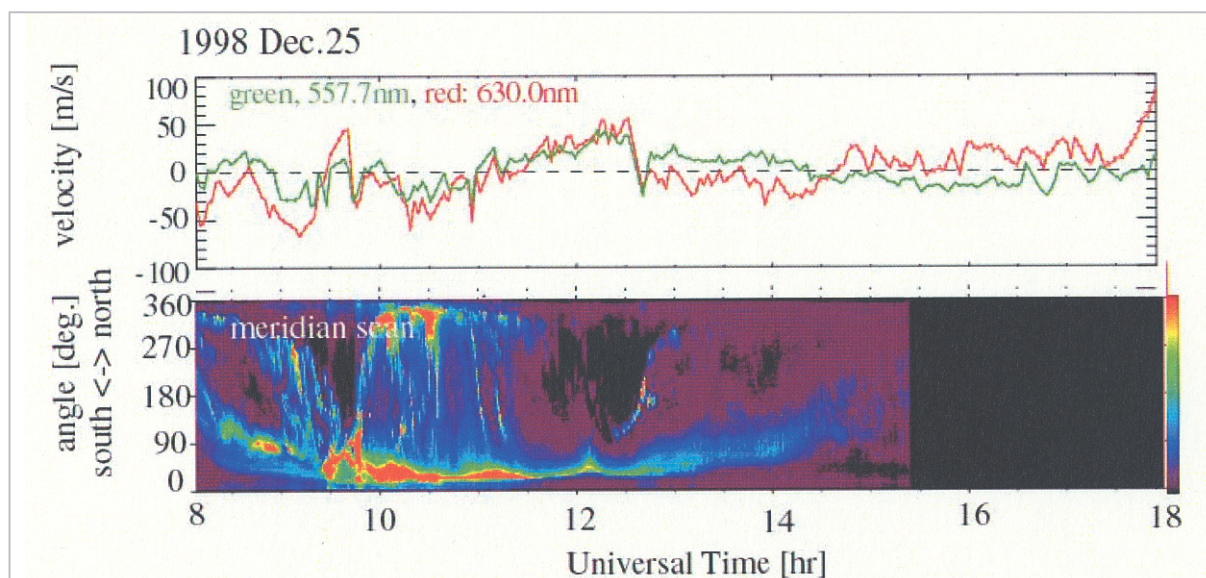 1998 Dec.25
velocity [m/s]
100
50
0
-50
-100
green, 557.7nm, red: 630.0nm
angle [deg.]
south <-> north
360
270
180
90
0
meridian scan
8
10
12
14
16
18
Universal Time [hr]